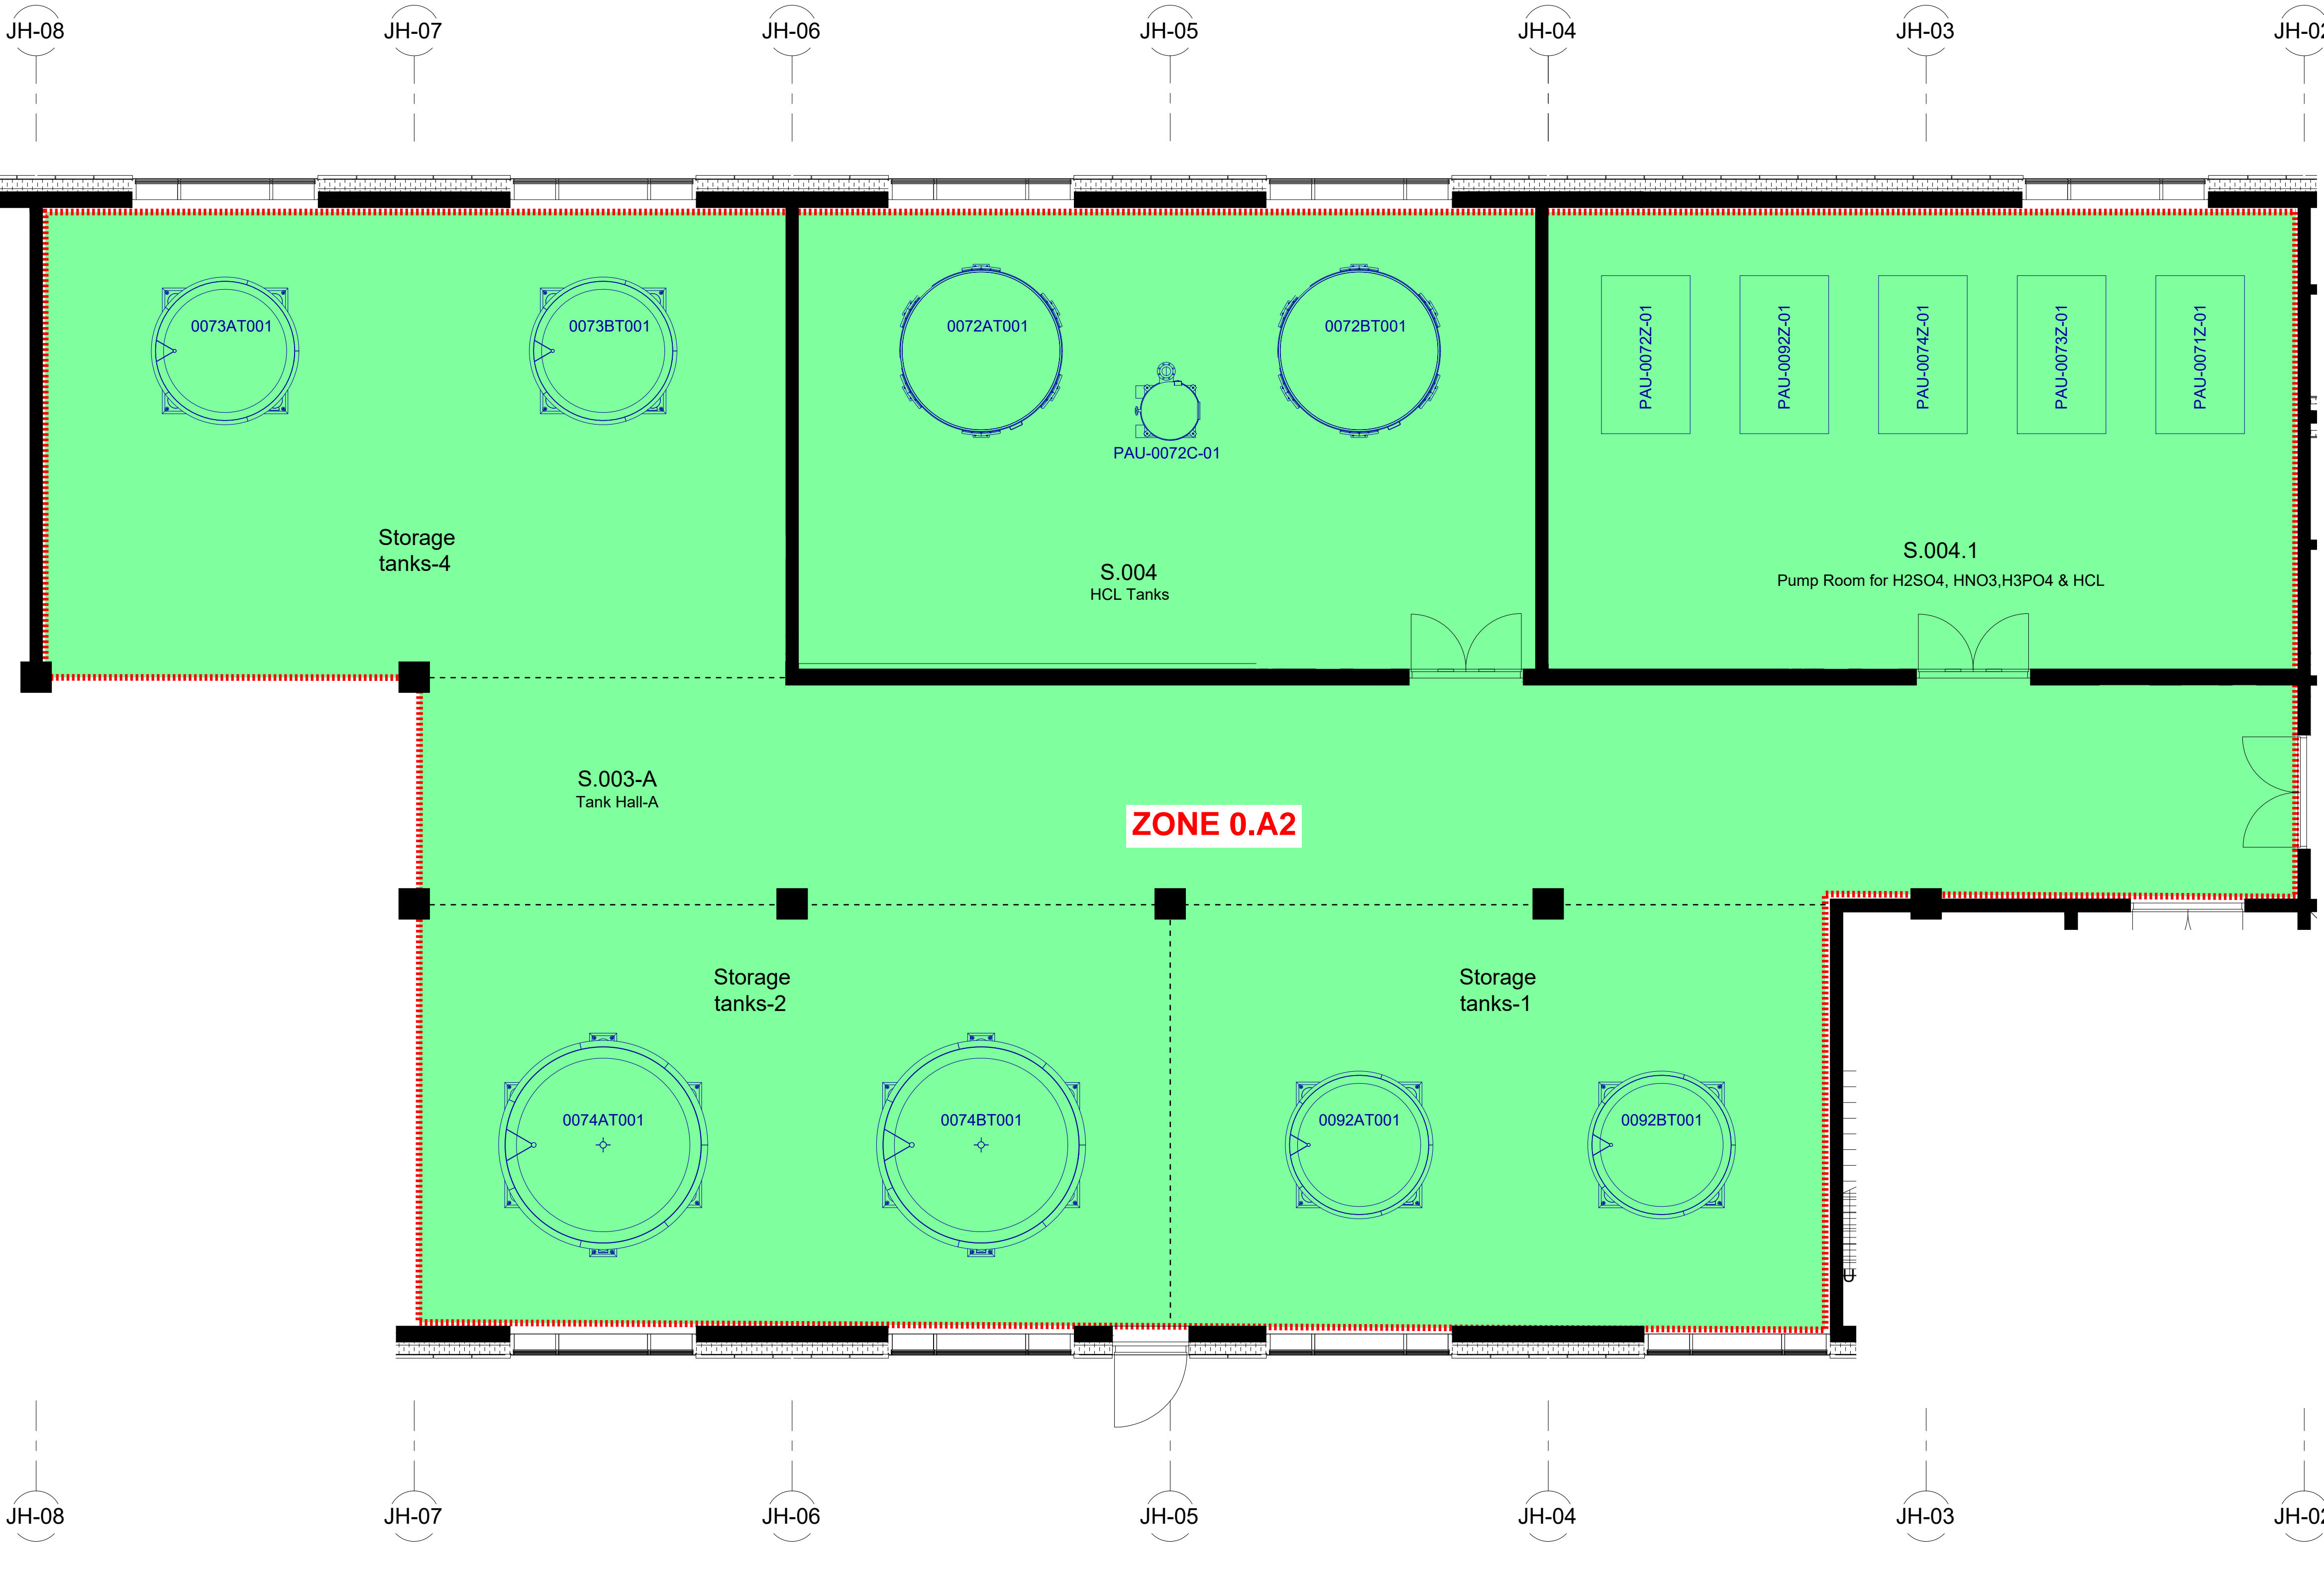 JH-08
JH-07
JH-06
JH-05
JH-04
JH-03
JH-02
0073AT001
0073BT001
0072AT001
0072BT001
PAU-0072C-01
PAU-0072Z-01
PAU-0092Z-01
PAU-0074Z-01
PAU-0073Z-01
PAU-0071Z-01
Storage
tanks-4
S.004
HCL Tanks
S.004.1
Pump Room for H2SO4, HNO3,H3PO4 & HCL
S.003-A
Tank Hall-A
ZONE 0.A2
Storage
tanks-2
Storage
tanks-1
0074AT001
0074BT001
0092AT001
0092BT001
U
JH-08
JH-07
JH-06
JH-05
JH-04
JH-03
JH-02